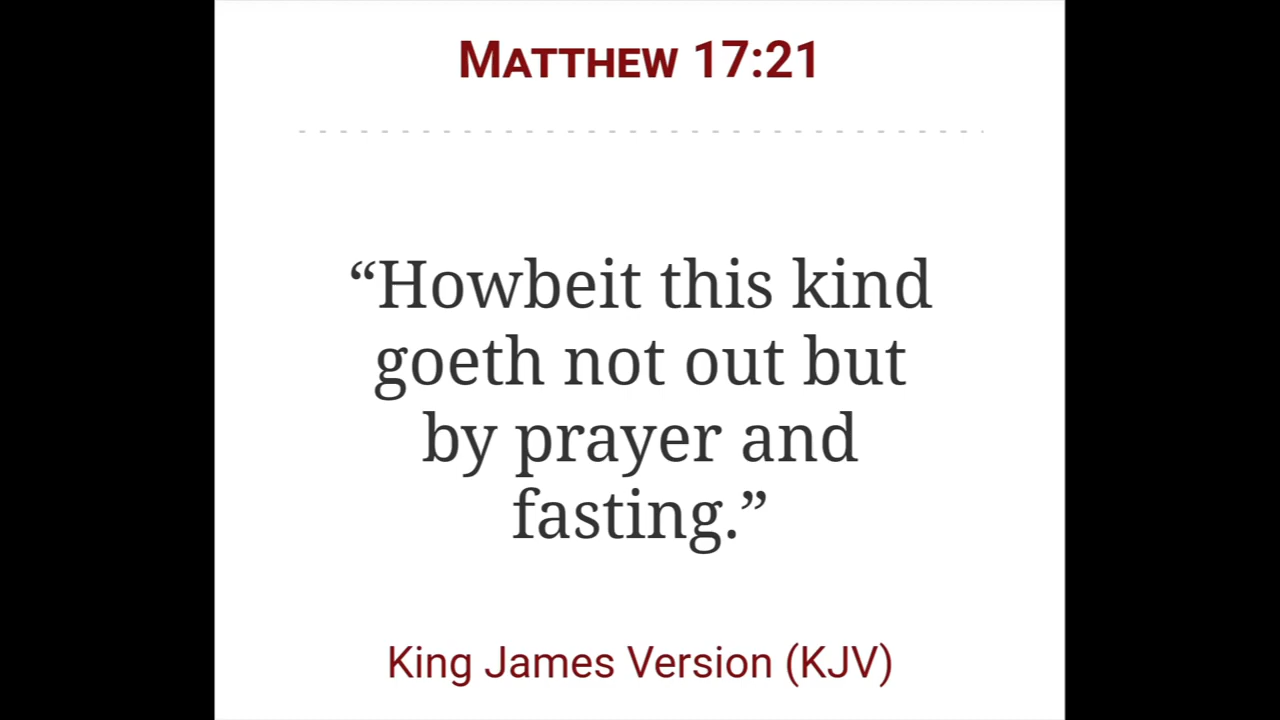 MATTHEW 17:21
“Howbeit this kind
goeth not out but
by prayer and
fasting.”
King James Version (KJV)